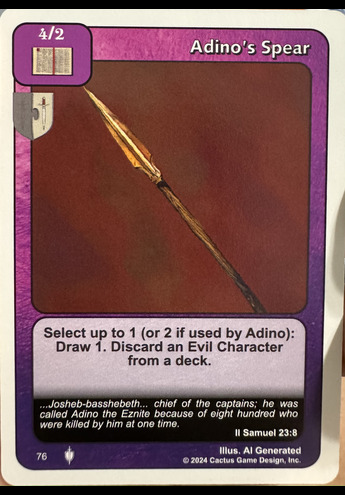 4/2
Adino's Spear
Select up to 1 (or 2 if used by Adino):
Draw 1. Discard an Evil Character
from a deck.
...Josheb-basshebeth... chief of the captains; he was
called Adino the Eznite because of eight hundred who
were killed by him at one time.
II Samuel 23:8
76
Illus. AI Generated
© 2024 Cactus Game Design, Inc.